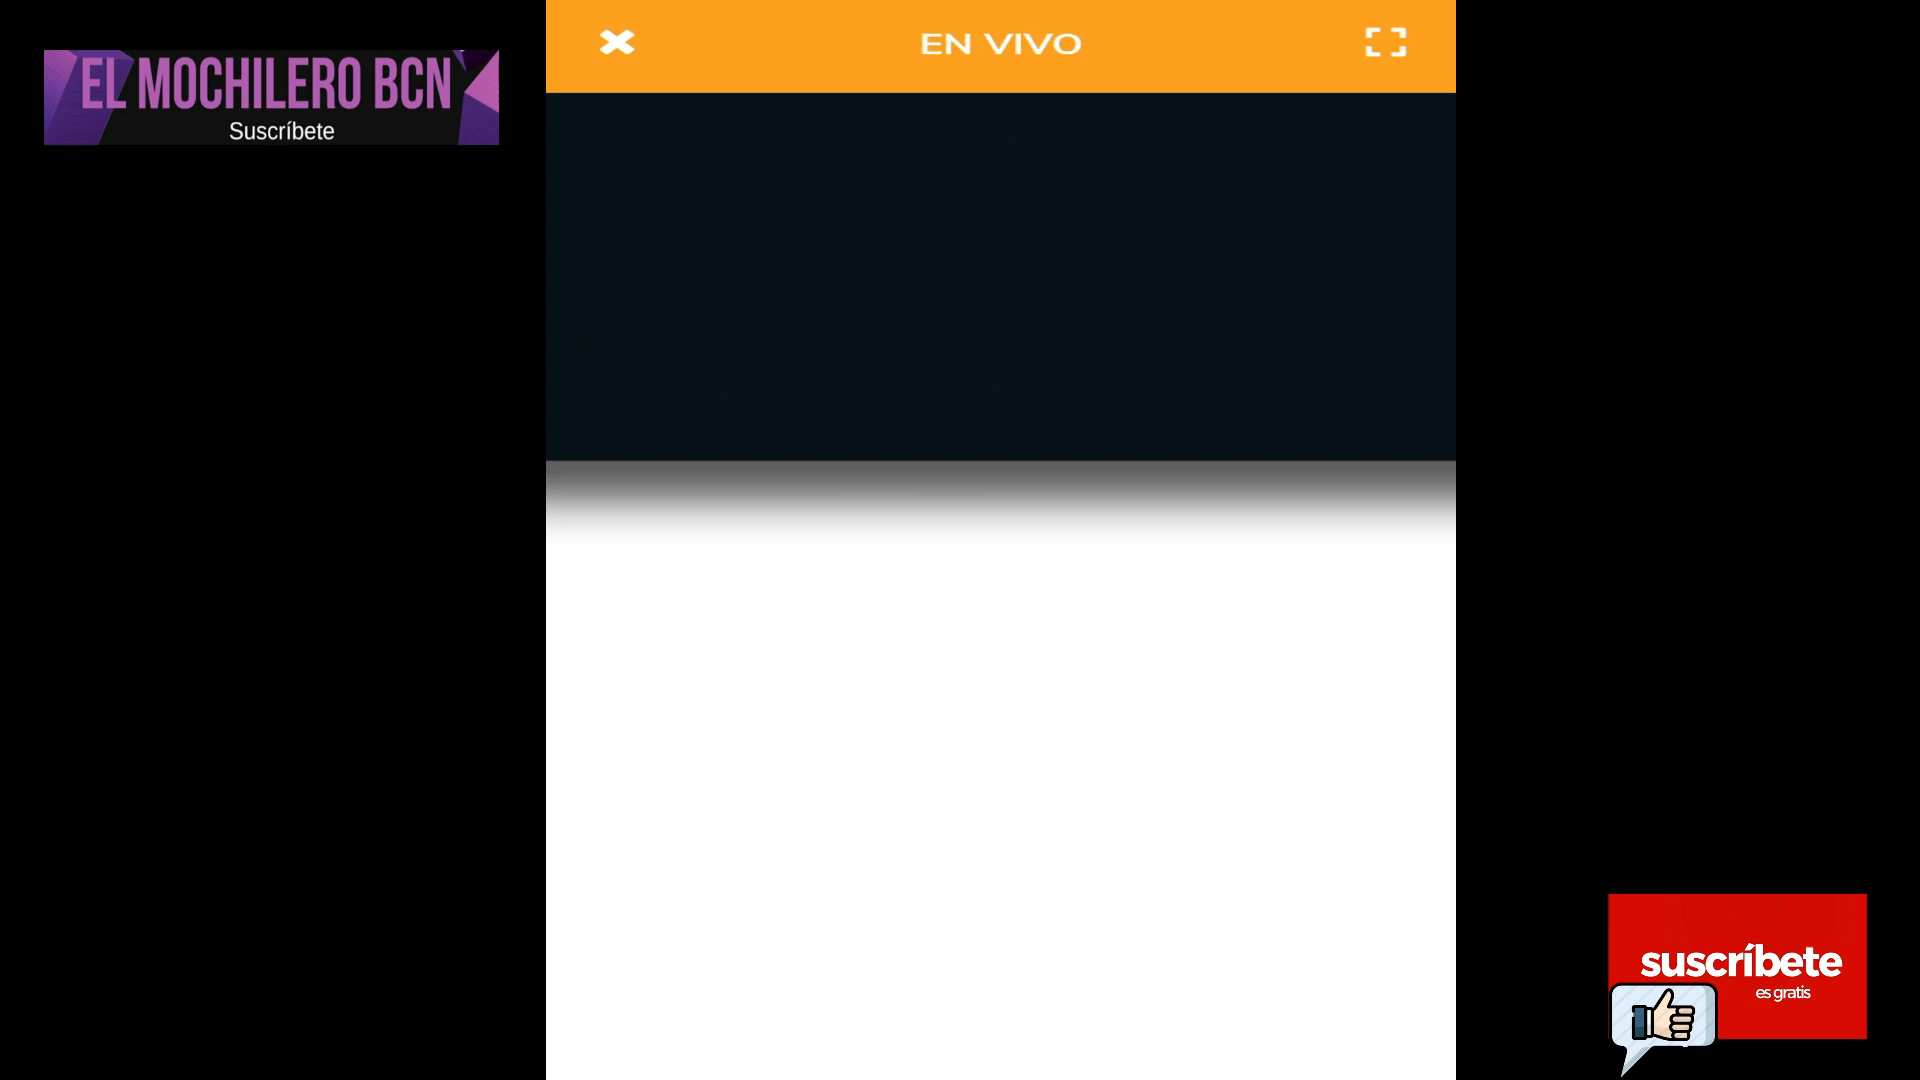 EL MOCHILERO BCN
Suscríbete
EN VIVO
suscríbete
es gratis